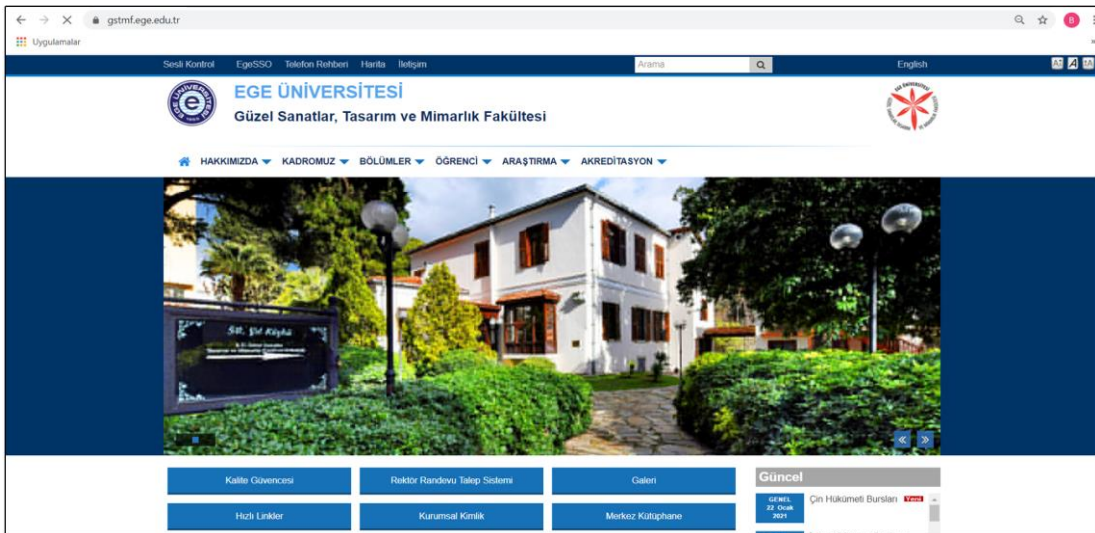 gstmf.ege.edu.tr
B
Uygulamalar
Sesli Kontrol EgeSSO Telefon Rehberi Harita İletişim Arama English
EGE ÜNİVERSİTESİ
Güzel Sanatlar, Tasarım ve Mimarlık Fakültesi
HAKKIMIZDA KADROMUZ BÖLÜMLER ÖĞRENCİ ARAŞTIRMA AKREDİTASYON
Kalite Güvencesi Rektör Randevu Talep Sistemi Galeri
Güncel
GENEL
22 Ocak
2021
Çin Hükümeti Bursları Yeni
Hızlı Linkler Kurumsal Kimlik Merkez Kütüphane